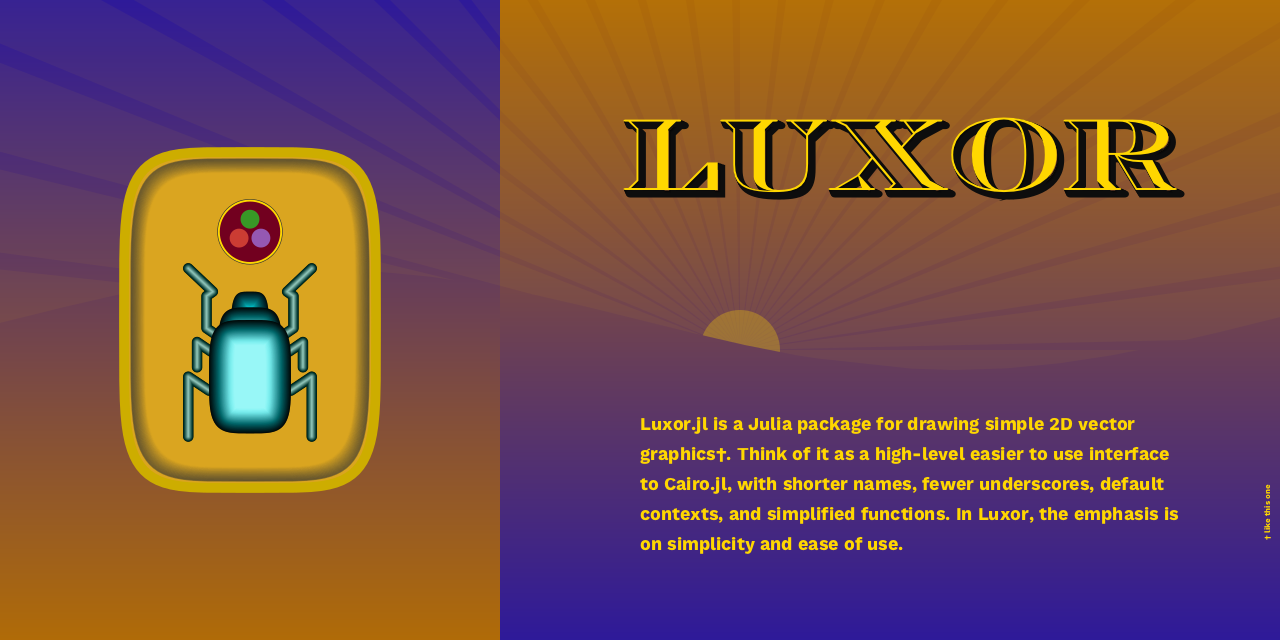 LUXOR
Luxor.jl is a Julia package for drawing simple 2D vector
graphics†. Think of it as a high-level easier to use interface
to Cairo.jl, with shorter names, fewer underscores, default
contexts, and simplified functions. In Luxor, the emphasis is
on simplicity and ease of use.
† like this one